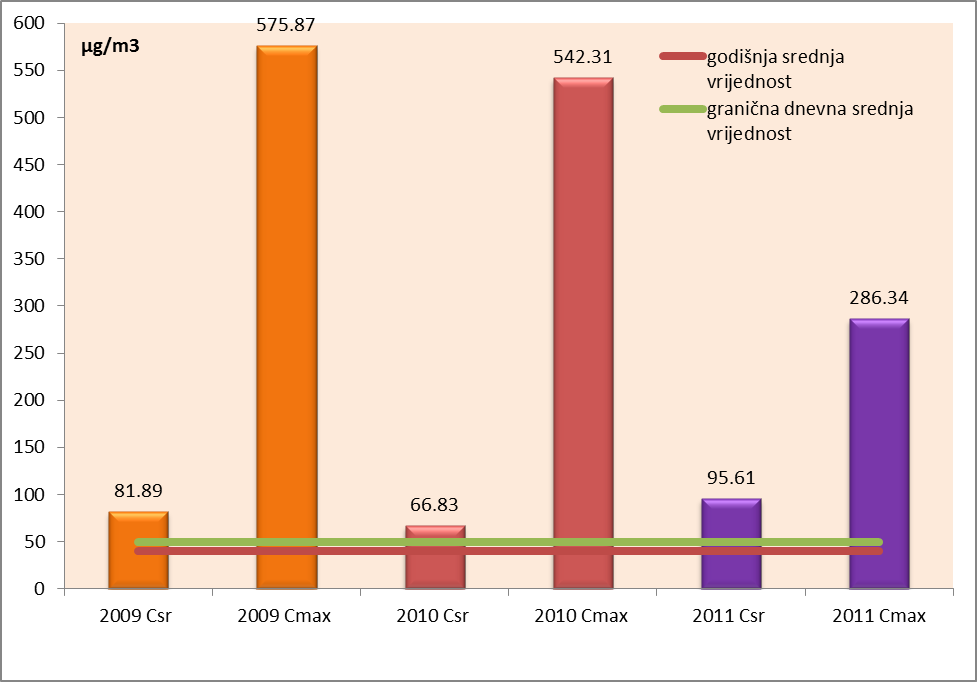 600
550
500
450
400
350
300
250
200
150
100
50
0
µg/m3
575.87
542.31
286.34
81.89
66.83
95.61
godišnja srednja
vrijednost
granična dnevna srednja
vrijednost
2009 Csr
2009 Cmax
2010 Csr
2010 Cmax
2011 Csr
2011 Cmax